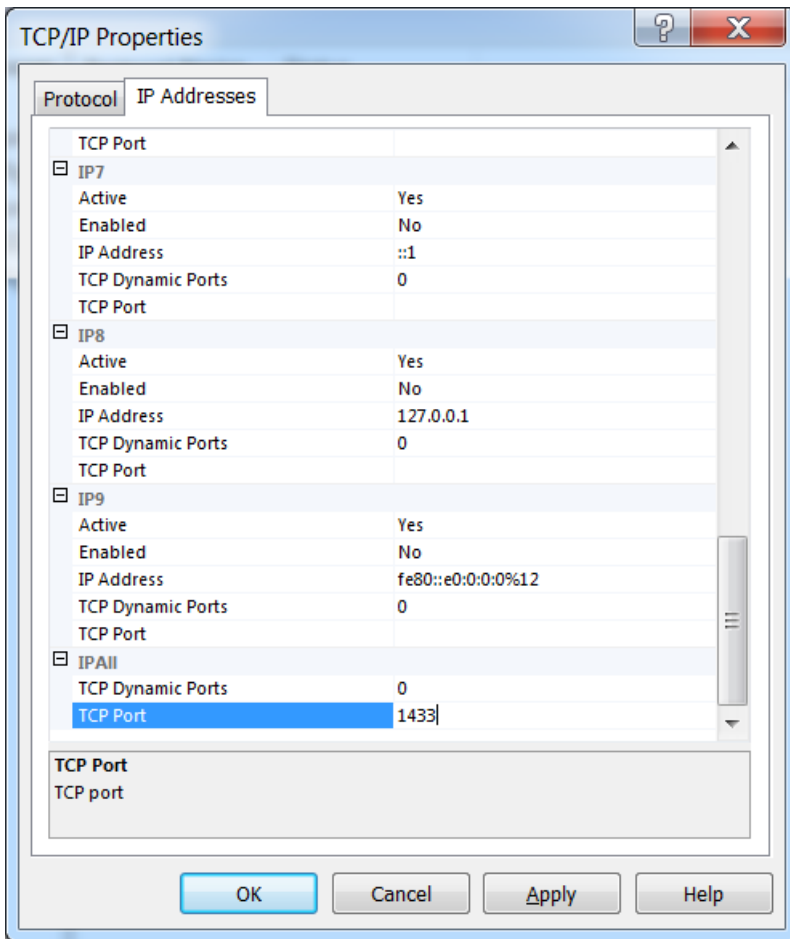 TCP/IP Properties
Protocol IP Addresses
TCP Port
IP7
Active Yes
Enabled No
IP Address ::1
TCP Dynamic Ports 0
TCP Port
IP8
Active Yes
Enabled No
IP Address 127.0.0.1
TCP Dynamic Ports 0
TCP Port
IP9
Active Yes
Enabled No
IP Address fe80::e0:0:0:0%12
TCP Dynamic Ports 0
TCP Port
IPAll
TCP Dynamic Ports 0
TCP Port 1433
TCP Port
TCP port
OK Cancel Apply Help